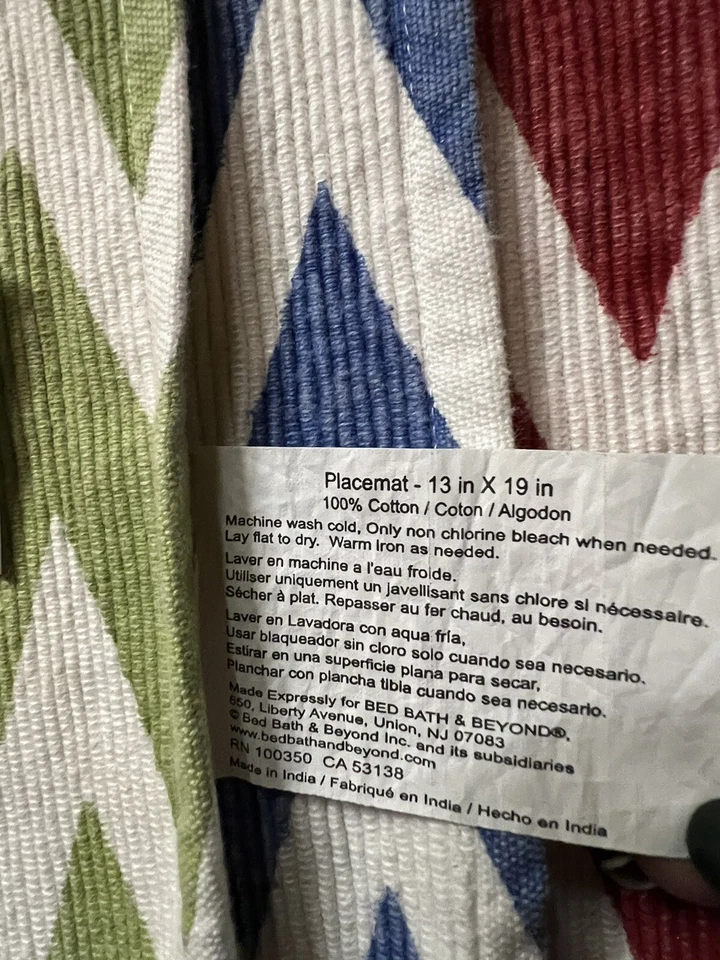 Placemat - 13 in X 19 in
100% Cotton / Coton / Algodon
Machine wash cold, Only non chlorine bleach when needed.
Lay flat to dry. Warm Iron as needed.
Laver en machine a l'eau froide.
Utiliser uniquement un javellisant sans chlore si nécessaire.
Sécher à plat. Repasser au fer chaud, au besoin.
Laver en Lavadora con aqua fría,
Usar blaqueador sin cloro solo cuando sea necesario.
Estirar en una superficie plana para secar,
Planchar con plancha tibla cuando sea necesario.
Made Expressly for BED BATH & BEYOND®,
650, Liberty Avenue, Union, NJ 07083
© Bed Bath & Beyond Inc. and its subsidiaries
www.bedbathandbeyond.com
RN 100350 CA 53138
Made in India / Fabriqué en India / Hecho en India